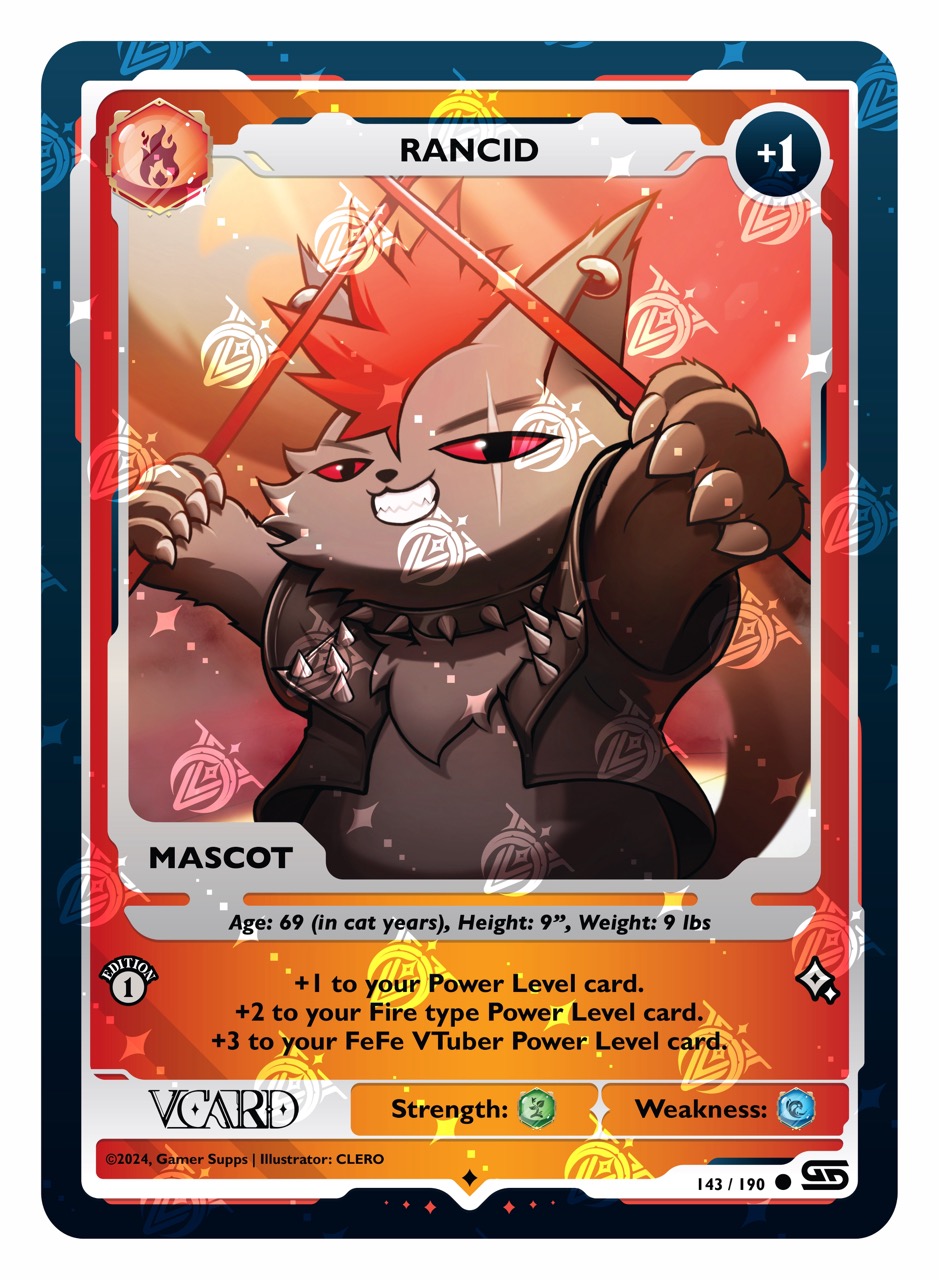 RANCID
+1
MASCOT
Age: 69 (in cat years), Height: 9”, Weight: 9 lbs
EDITION
1
+1 to your Power Level card.
+2 to your Fire type Power Level card.
+3 to your FeFe VTuber Power Level card.
VCARD
Strength:
Weakness:
©2024, Gamer Supps | Illustrator: CLERO
143 / 190
GS